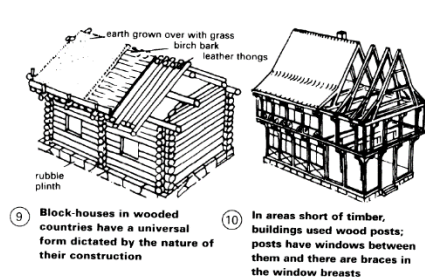 earth grown over with grass
birch bark
leather thongs
rubble
plinth
9 Block-houses in wooded
countries have a universal
form dictated by the nature of
their construction
10 In areas short of timber,
buildings used wood posts;
posts have windows between
them and there are braces in
the window breasts